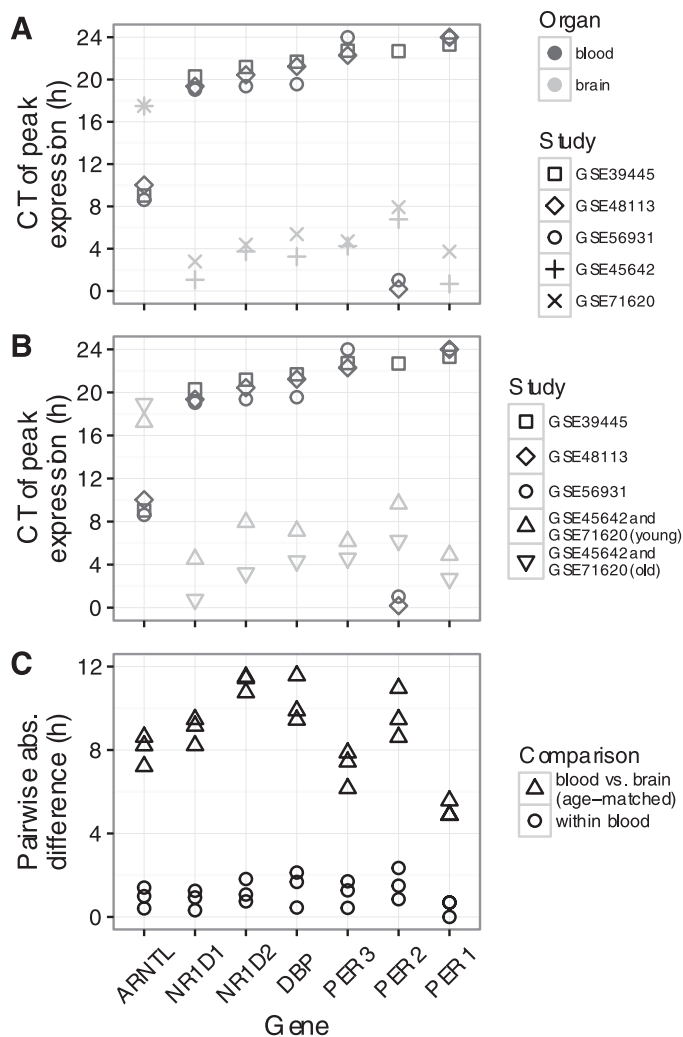 A
CT of peak
expression (h)
24
20
16
12
8
4
0
Organ
blood
brain
Study
GSE39445
GSE48113
GSE56931
GSE45642
GSE71620
B
CT of peak
expression (h)
24
20
16
12
8
4
0
Study
GSE39445
GSE48113
GSE56931
GSE45642 and
GSE71620 (young)
GSE45642 and
GSE71620 (old)
C
Pairwise abs.
difference (h)
12
8
4
0
Comparison
blood vs. brain
(age-matched)
within blood
ARNTL
NR1D1
NR1D2
DBP
PER3
PER2
PER1
Gene